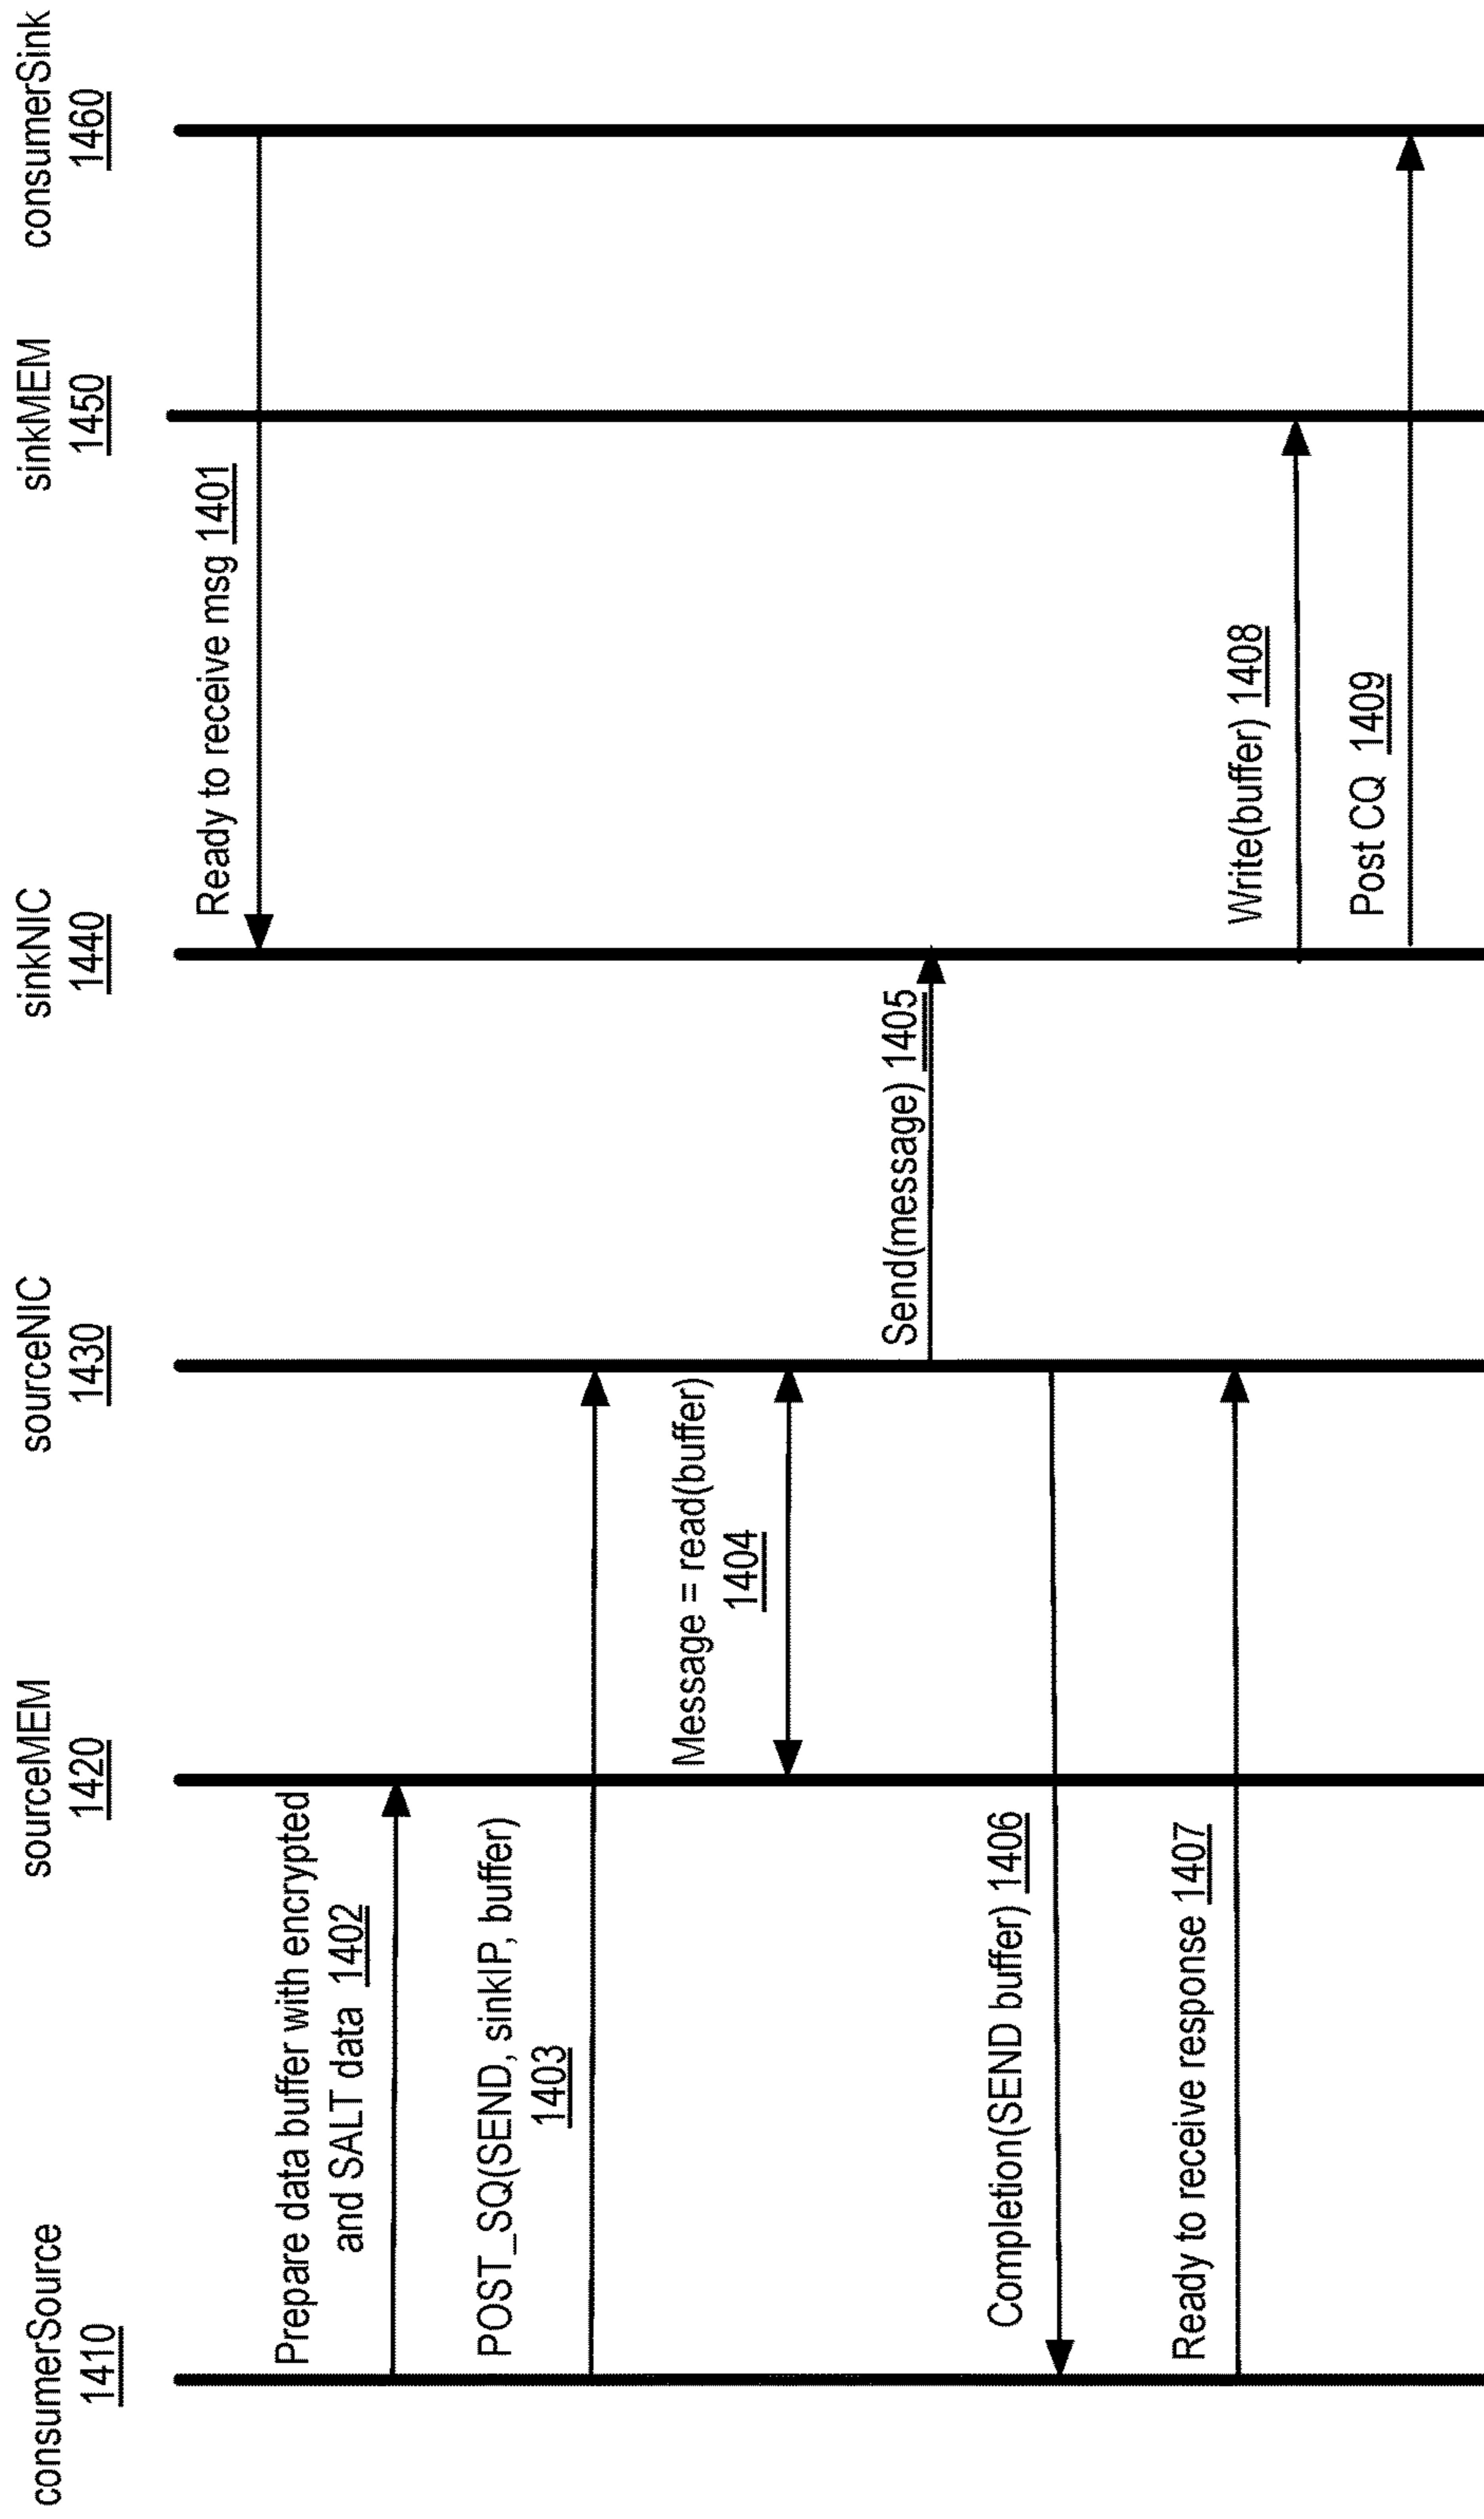 consumerSource
1410
sourceMEM
1420
sourceNIC
1430
sinkNIC
1440
sinkMEM
1450
consumerSink
1460
Ready to receive msg 1401
Prepare data buffer with encrypted
and SALT data 1402
POST_SQ(SEND, sinkIP, buffer)
1403
Message = read(buffer)
1404
Send(message) 1405
Completion(SEND buffer) 1406
Ready to receive response 1407
Write(buffer) 1408
Post CQ 1409